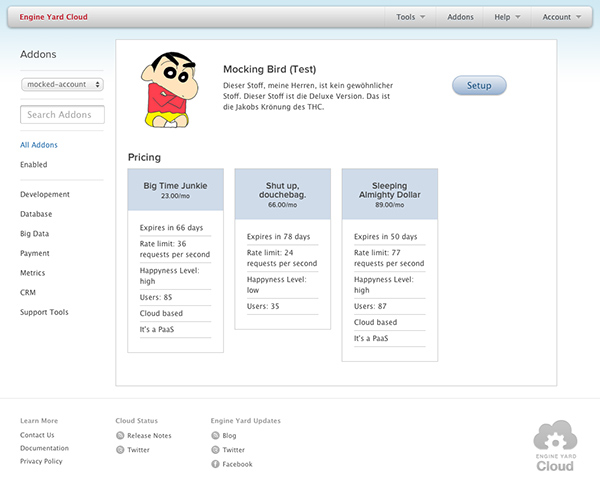 Engine Yard Cloud
Tools
Addons
Help
Account
Addons
mocked-account
Search Addons
All Addons
Enabled
Developement
Database
Big Data
Payment
Metrics
CRM
Support Tools
Mocking Bird (Test)
Dieser Stoff, meine Herren, ist kein gewöhnlicher
Stoff. Dieser Stoff ist die Deluxe Version. Das ist
die Jakobs Krönung des THC.
Setup
Pricing
Big Time Junkie
23.00/mo
Expires in 66 days
Rate limit: 36
requests per second
Happyness Level:
high
Users: 85
Cloud based
It's a PaaS
Shut up,
douchebag.
66.00/mo
Expires in 78 days
Rate limit: 24
requests per second
Happyness Level:
low
Users: 35
Sleeping
Almighty Dollar
89.00/mo
Expires in 50 days
Rate limit: 77
requests per second
Happyness Level:
high
Users: 87
Cloud based
It's a PaaS
Learn More
Contact Us
Documentation
Privacy Policy
Cloud Status
Release Notes
Twitter
Engine Yard Updates
Blog
Twitter
Facebook
ENGINE YARD
Cloud